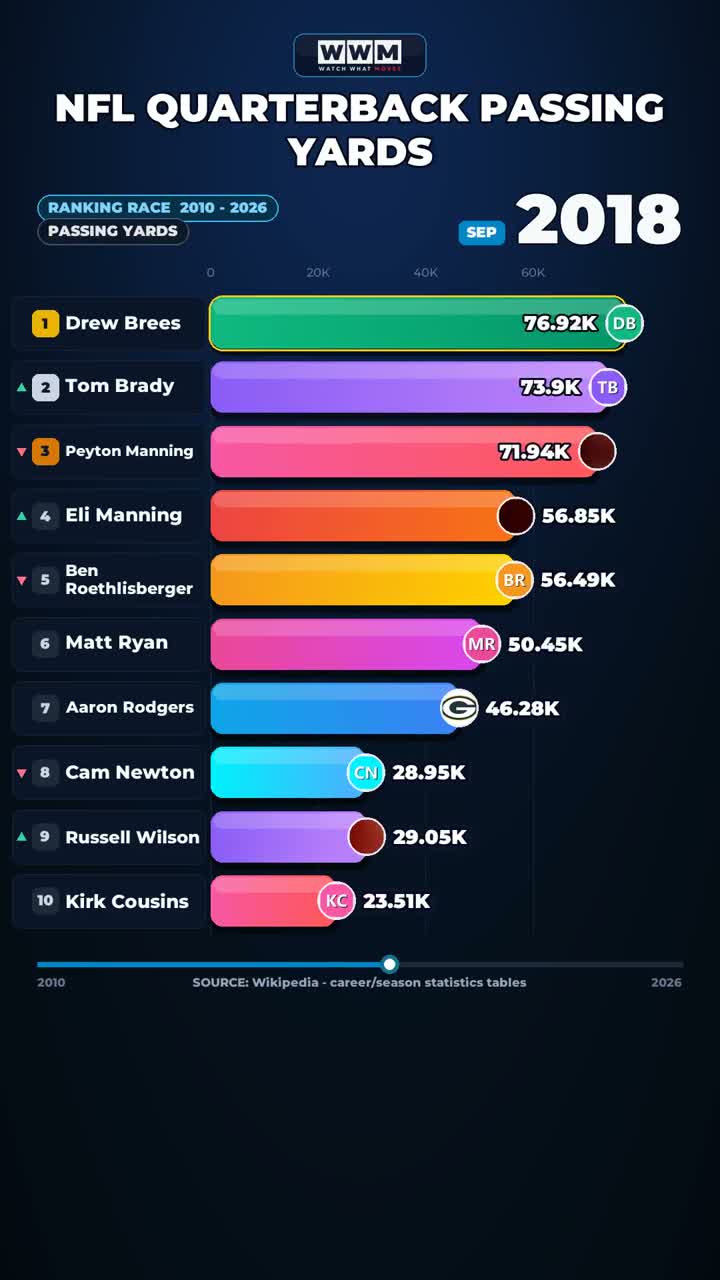 WWM
WATCH WHAT MOVES
NFL QUARTERBACK PASSING
YARDS
RANKING RACE 2010 - 2026
PASSING YARDS
SEP
2018
0 20K 40K 60K
1 Drew Brees 76.92K DB
2 Tom Brady 73.9K TB
3 Peyton Manning 71.94K
4 Eli Manning 56.85K
5 Ben
Roethlisberger BR 56.49K
6 Matt Ryan MR 50.45K
7 Aaron Rodgers G 46.28K
8 Cam Newton CN 28.95K
9 Russell Wilson 29.05K
10 Kirk Cousins KC 23.51K
2010 SOURCE: Wikipedia - career/season statistics tables 2026